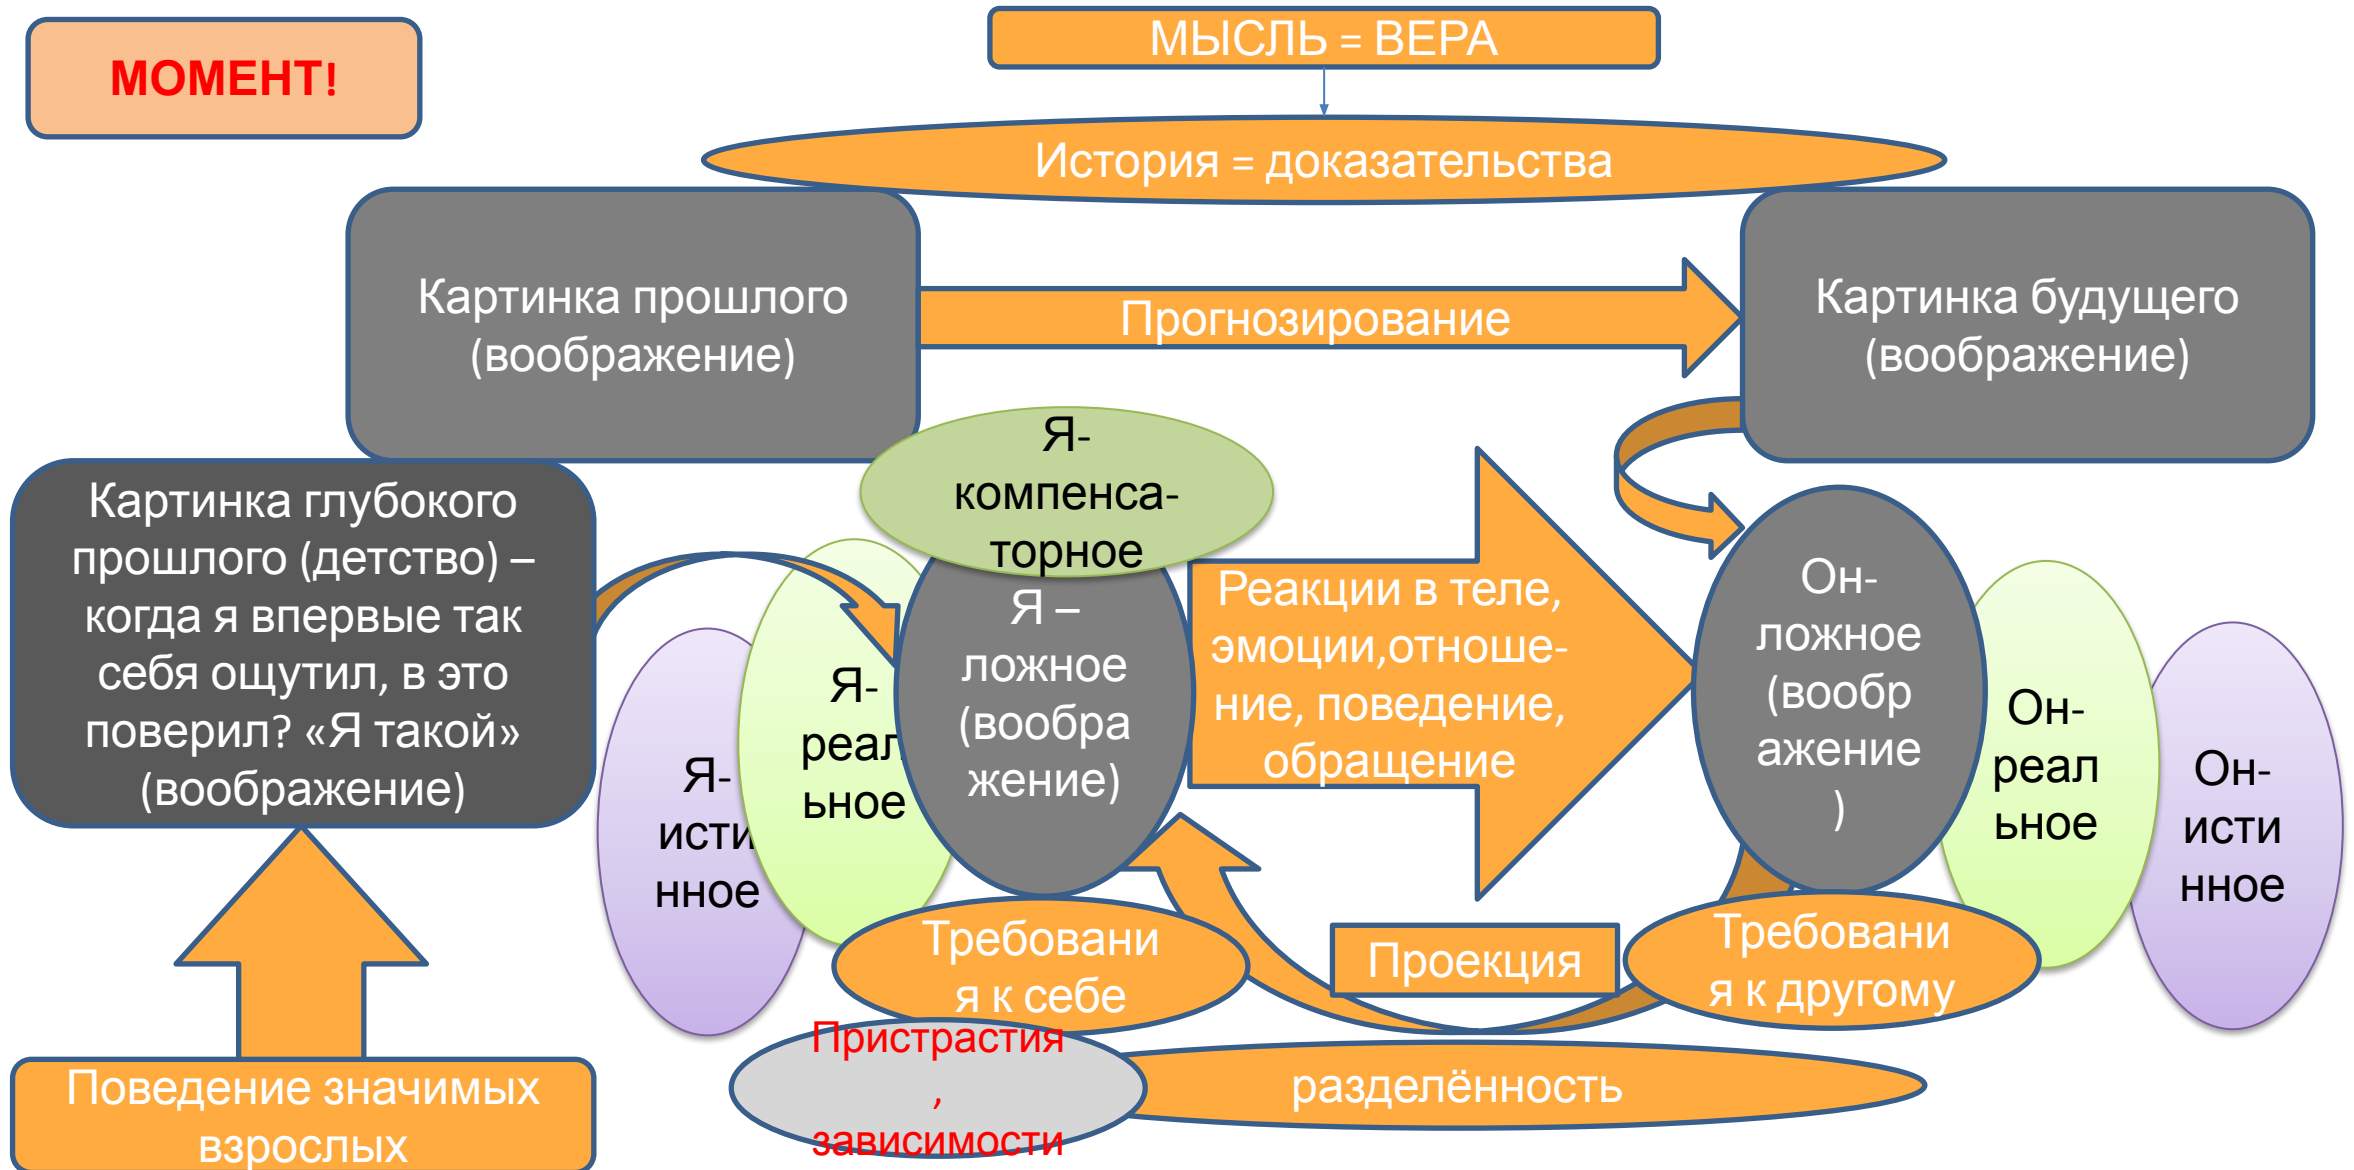 МОМЕНТ!
МЫСЛЬ = ВЕРА
История = доказательства
Картинка прошлого
(воображение)
Прогнозирование
Картинка будущего
(воображение)
Картинка глубокого
прошлого (детство) –
когда я впервые так
себя ощутил, в это
поверил? «Я такой»
(воображение)
Я-
компенса-
торное
Я-
исти
нное
Я-
реал
ьное
Я –
ложное
(вообра
жение)
Реакции в теле,
эмоции,отноше-
ние, поведение,
обращение
Он-
ложное
(вообр
ажение
)
Он-
реал
ьное
Он-
исти
нное
Требовани
я к себе
Проекция
Требовани
я к другому
Пристрастия
,
зависимости
разделённость
Поведение значимых
взрослых